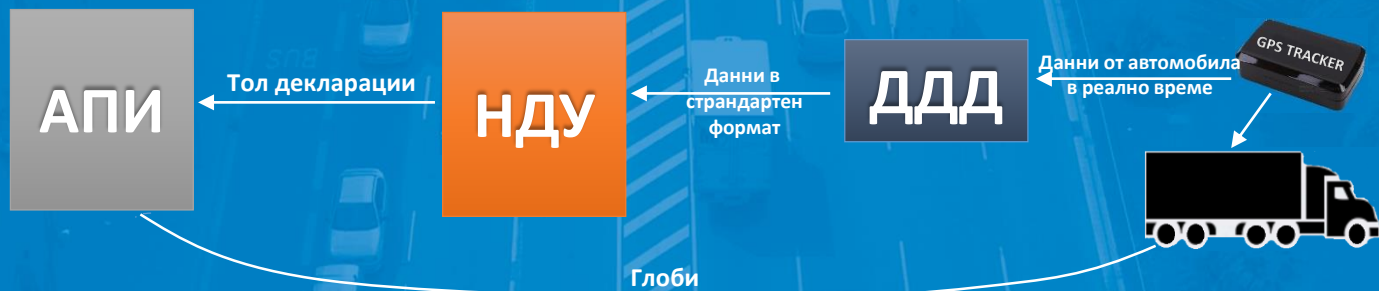 АПИ
Тол декларации
НДУ
Данни в
страндартен
формат
ДДД
Данни от автомобила
в реално време
GPS TRACKER
Глоби